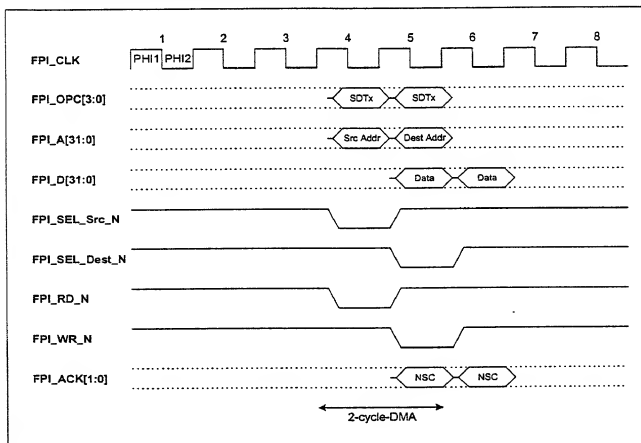 1 2 3 4 5 6 7 8
FPI_CLK PHI1 PHI2
FPI_OPC[3:0] SDTx SDTx
FPI_A[31:0] Src Addr Dest Addr
FPI_D[31:0] Data Data
FPI_SEL_Src_N
FPI_SEL_Dest_N
FPI_RD_N
FPI_WR_N
FPI_ACK[1:0] NSC NSC
2-cycle-DMA